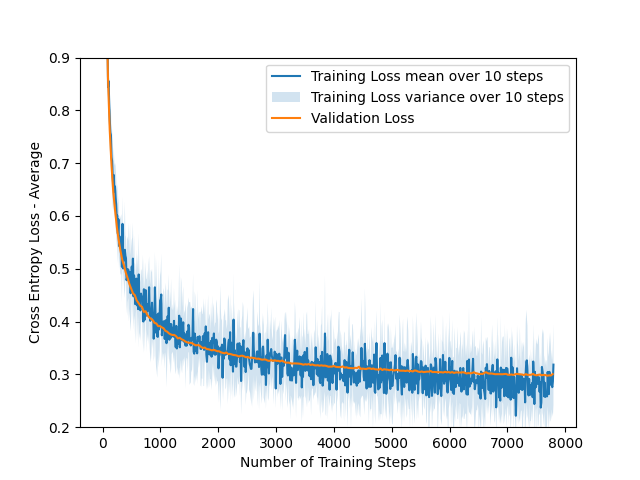 Training Loss mean over 10 steps
Training Loss variance over 10 steps
Validation Loss
Cross Entropy Loss - Average
0.9
0.8
0.7
0.6
0.5
0.4
0.3
0.2
0 1000 2000 3000 4000 5000 6000 7000 8000
Number of Training Steps